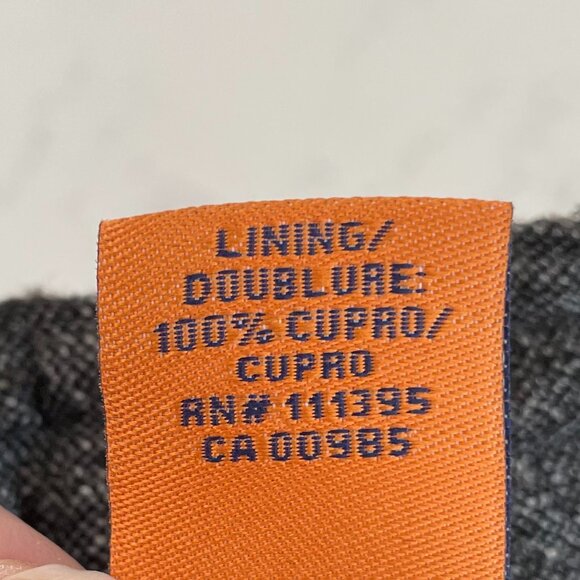 LINING/
DOUBLURE:
100% CUPRO/
CUPRO
RN# 111395
CA 00985